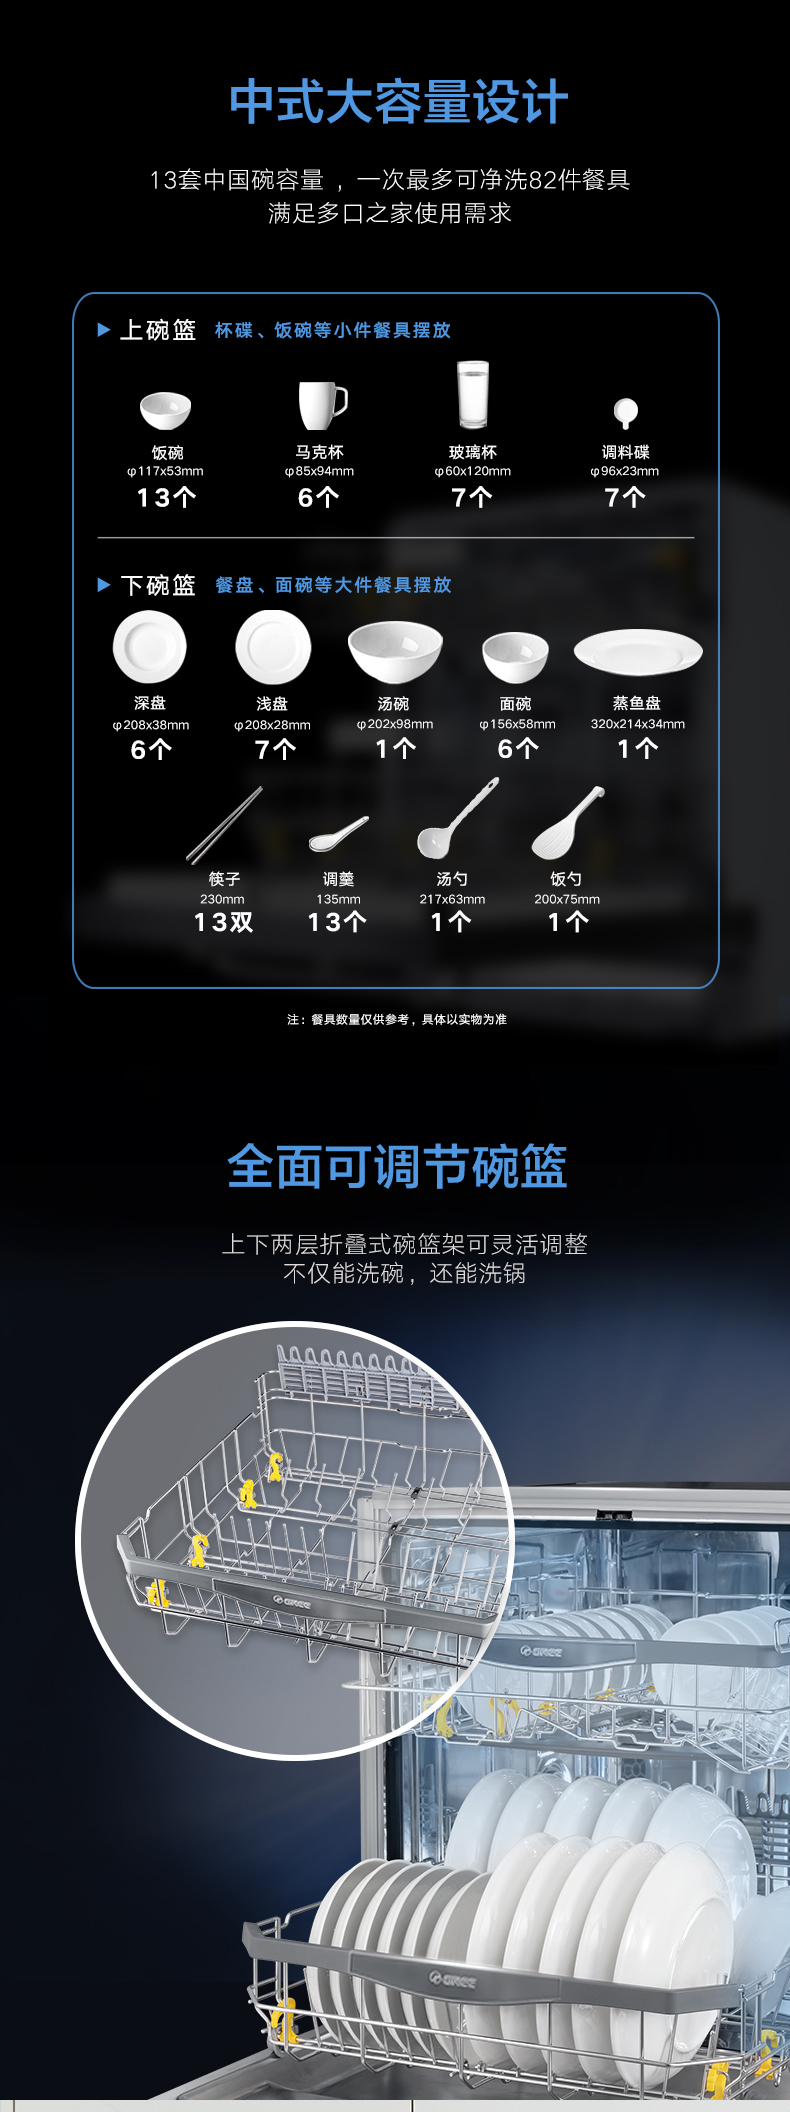 中式大容量设计
13套中国碗容量 ，一次最多可净洗82件餐具
满足多口之家使用需求
上碗篮 杯碟、饭碗等小件餐具摆放
饭碗 马克杯 玻璃杯 调料碟
φ117x53mm φ85x94mm φ60x120mm φ96x23mm
13个 6个 7个 7个
下碗篮 餐盘、面碗等大件餐具摆放
深盘 浅盘 汤碗 面碗 蒸鱼盘
φ208x38mm φ208x28mm φ202x98mm φ156x58mm 320x214x34mm
6个 7个 1个 6个 1个
筷子 调羹 汤勺 饭勺
230mm 135mm 217x63mm 200x75mm
13双 13个 1个 1个
注：餐具数量仅供参考，具体以实物为准
全面可调节碗篮
上下两层折叠式碗篮架可灵活调整
不仅能洗碗，还能洗锅
GREE
GREE
GREE